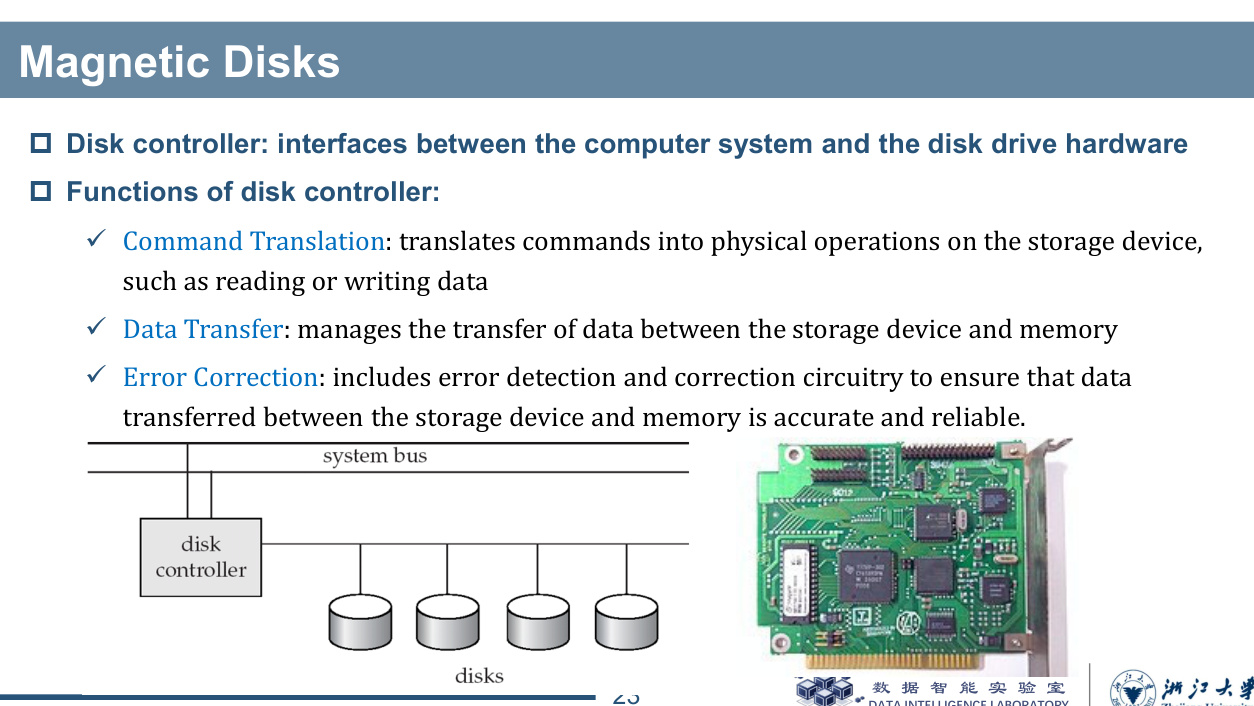 Magnetic Disks
Disk controller: interfaces between the computer system and the disk drive hardware
Functions of disk controller:
Command Translation: translates commands into physical operations on the storage device,
such as reading or writing data
Data Transfer: manages the transfer of data between the storage device and memory
Error Correction: includes error detection and correction circuitry to ensure that data
transferred between the storage device and memory is accurate and reliable.
system bus
disk
controller
disks
23
数据智能实验室
DATA INTELLIGENCE LABORATORY
浙江大学